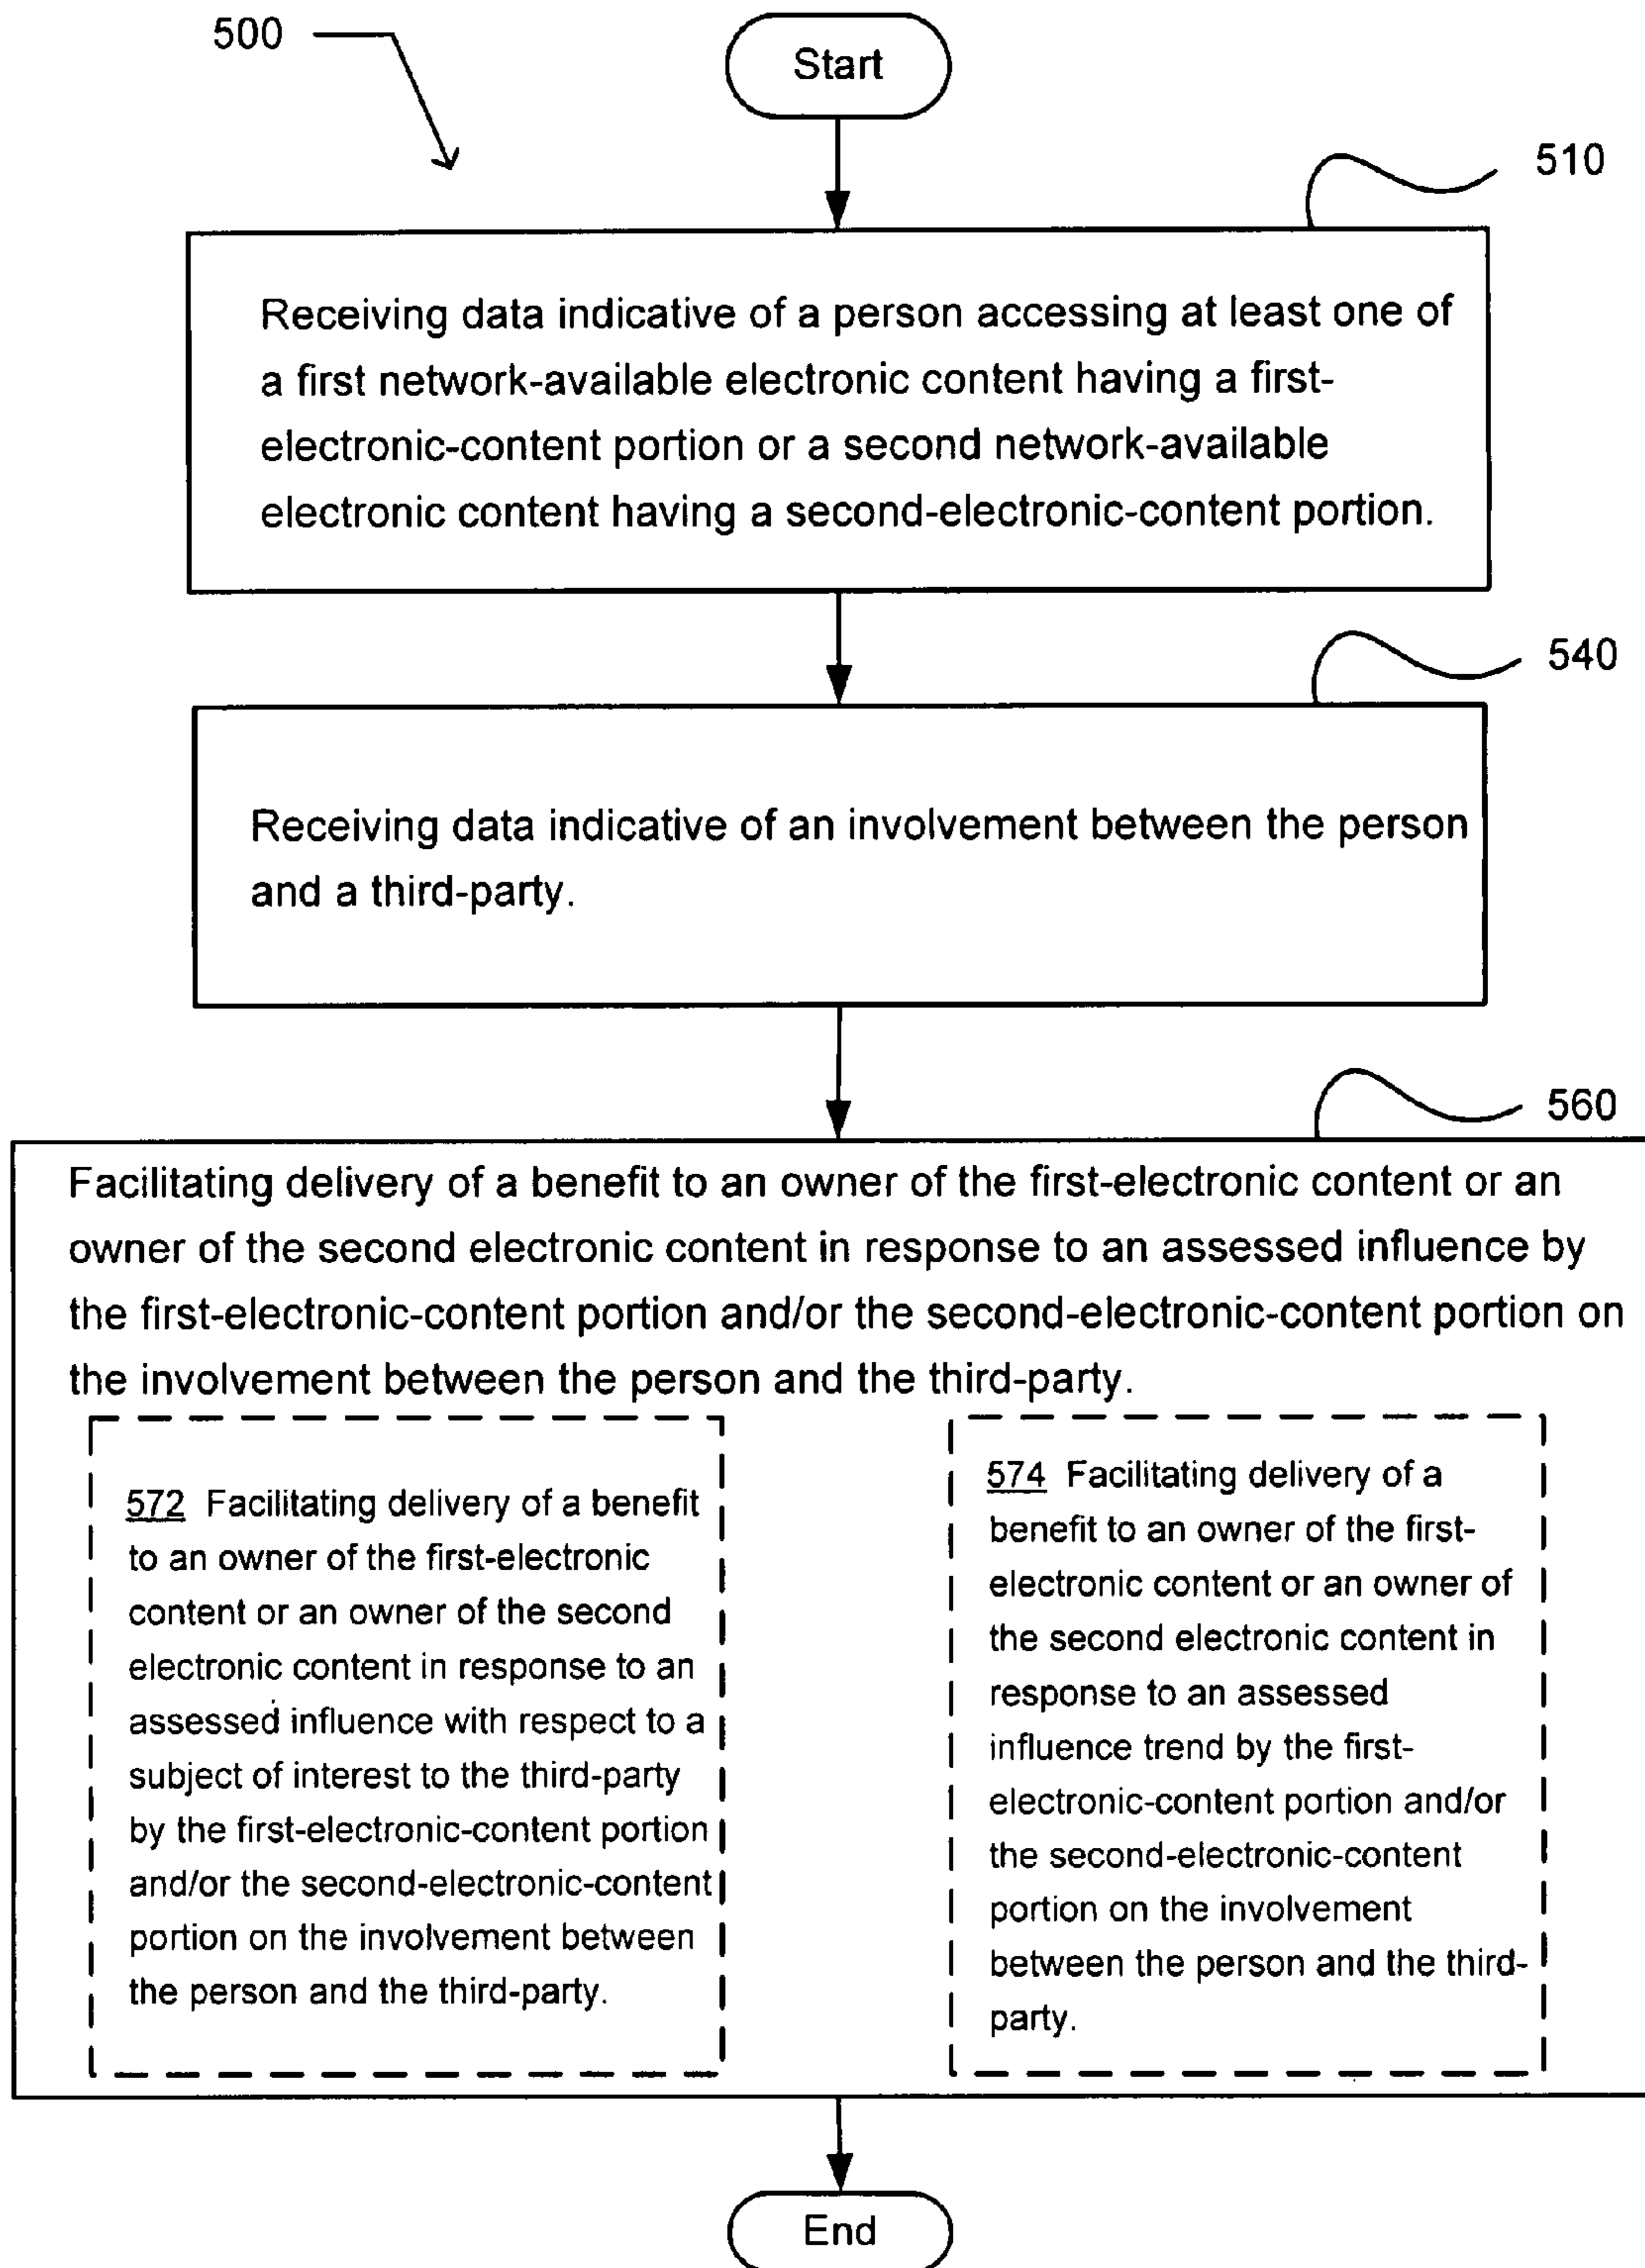 500
Start
510
Receiving data indicative of a person accessing at least one of
a first network-available electronic content having a first-
electronic-content portion or a second network-available
electronic content having a second-electronic-content portion.
540
Receiving data indicative of an involvement between the person
and a third-party.
560
Facilitating delivery of a benefit to an owner of the first-electronic content or an
owner of the second electronic content in response to an assessed influence by
the first-electronic-content portion and/or the second-electronic-content portion on
the involvement between the person and the third-party.
572 Facilitating delivery of a benefit
to an owner of the first-electronic
content or an owner of the second
electronic content in response to an
assessed influence with respect to a
subject of interest to the third-party
by the first-electronic-content portion
and/or the second-electronic-content
portion on the involvement between
the person and the third-party.
574 Facilitating delivery of a
benefit to an owner of the first-
electronic content or an owner of
the second electronic content in
response to an assessed
influence trend by the first-
electronic-content portion and/or
the second-electronic-content
portion on the involvement
between the person and the third-
party.
End